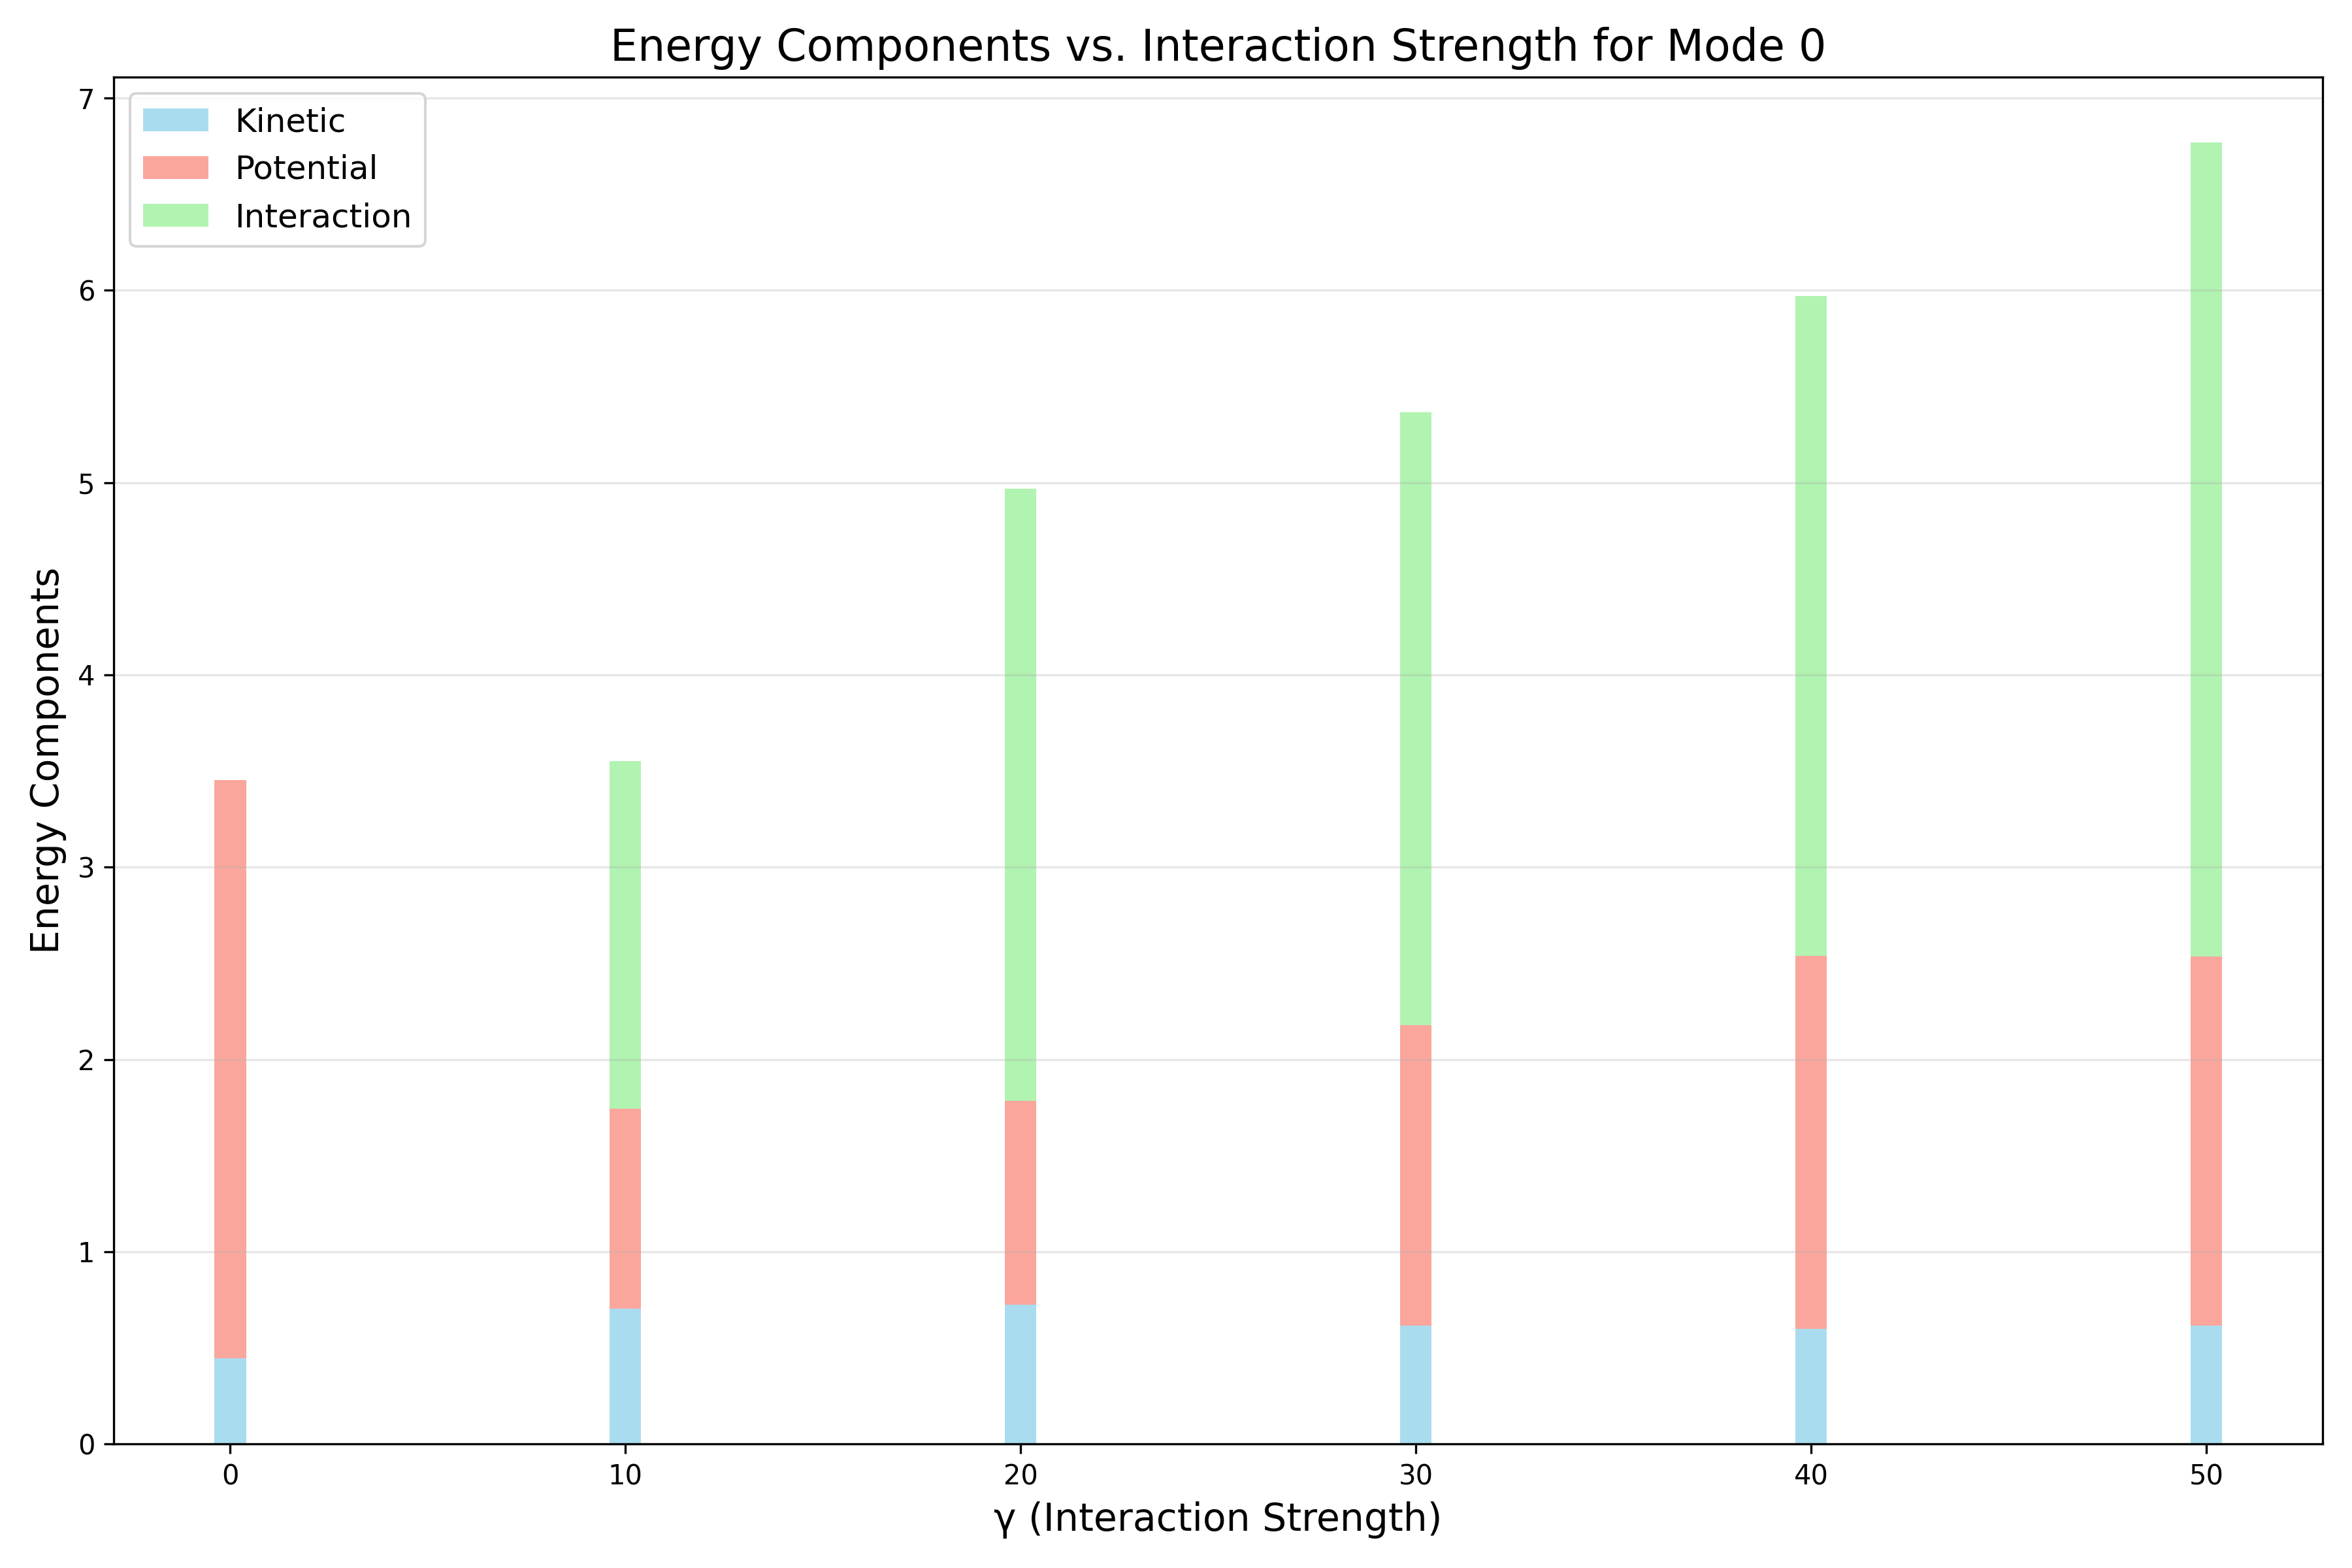 Energy Components vs. Interaction Strength for Mode 0
Kinetic
Potential
Interaction
Energy Components
7
6
5
4
3
2
1
0
0 10 20 30 40 50
γ (Interaction Strength)